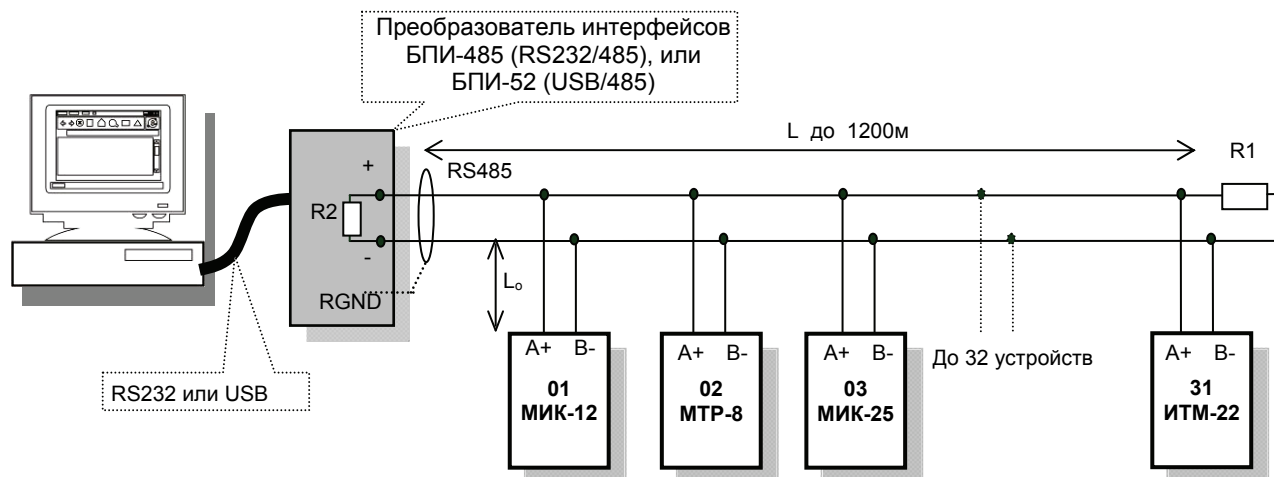 Преобразователь интерфейсов
БПИ-485 (RS232/485), или
БПИ-52 (USB/485)
L до 1200м
R1
+
RS485
R2
-
RGND
Lo
A+ B-
01
МИК-12
A+ B-
02
МТР-8
A+ B-
03
МИК-25
До 32 устройств
A+ B-
31
ИТМ-22
RS232 или USB